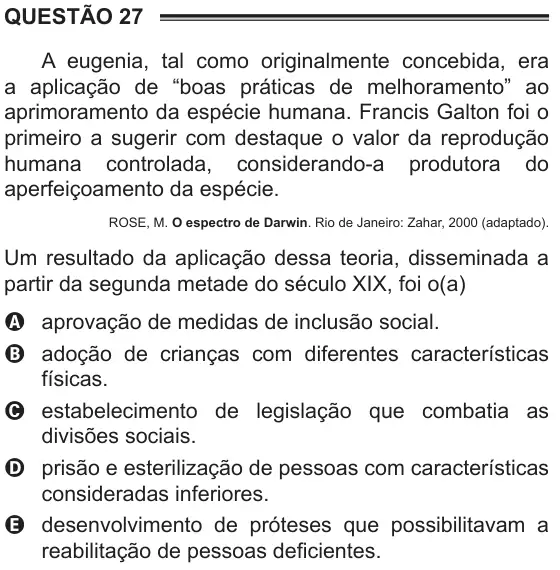 QUESTÃO 27
A eugenia, tal como originalmente concebida, era
a aplicação de “boas práticas de melhoramento” ao
aprimoramento da espécie humana. Francis Galton foi o
primeiro a sugerir com destaque o valor da reprodução
humana controlada, considerando-a produtora do
aperfeiçoamento da espécie.
ROSE, M. O espectro de Darwin. Rio de Janeiro: Zahar, 2000 (adaptado).
Um resultado da aplicação dessa teoria, disseminada a
partir da segunda metade do século XIX, foi o(a)
A aprovação de medidas de inclusão social.
B adoção de crianças com diferentes características
físicas.
C estabelecimento de legislação que combatia as
divisões sociais.
D prisão e esterilização de pessoas com características
consideradas inferiores.
E desenvolvimento de próteses que possibilitavam a
reabilitação de pessoas deficientes.